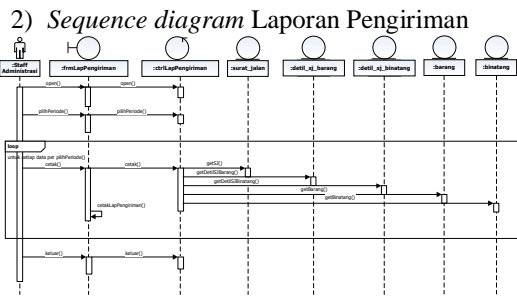 2) Sequence diagram Laporan Pengiriman
:Staff Administrasi
:frmLapPengiriman
:ctrlLapPengiriman
:surat_jalan
:detil_sj_barang
:detil_sj_binatang
:barang
:binatang
open()
open()
pilihPeriode()
pilihPeriode()
loop
untuk setiap data per pilihPeriode()
cetak()
cetak()
getSJ()
getDetilSJBarang()
getDetilSJBinatang()
getBarang()
getBinatang()
cetakLapPengiriman()
keluar()
keluar()